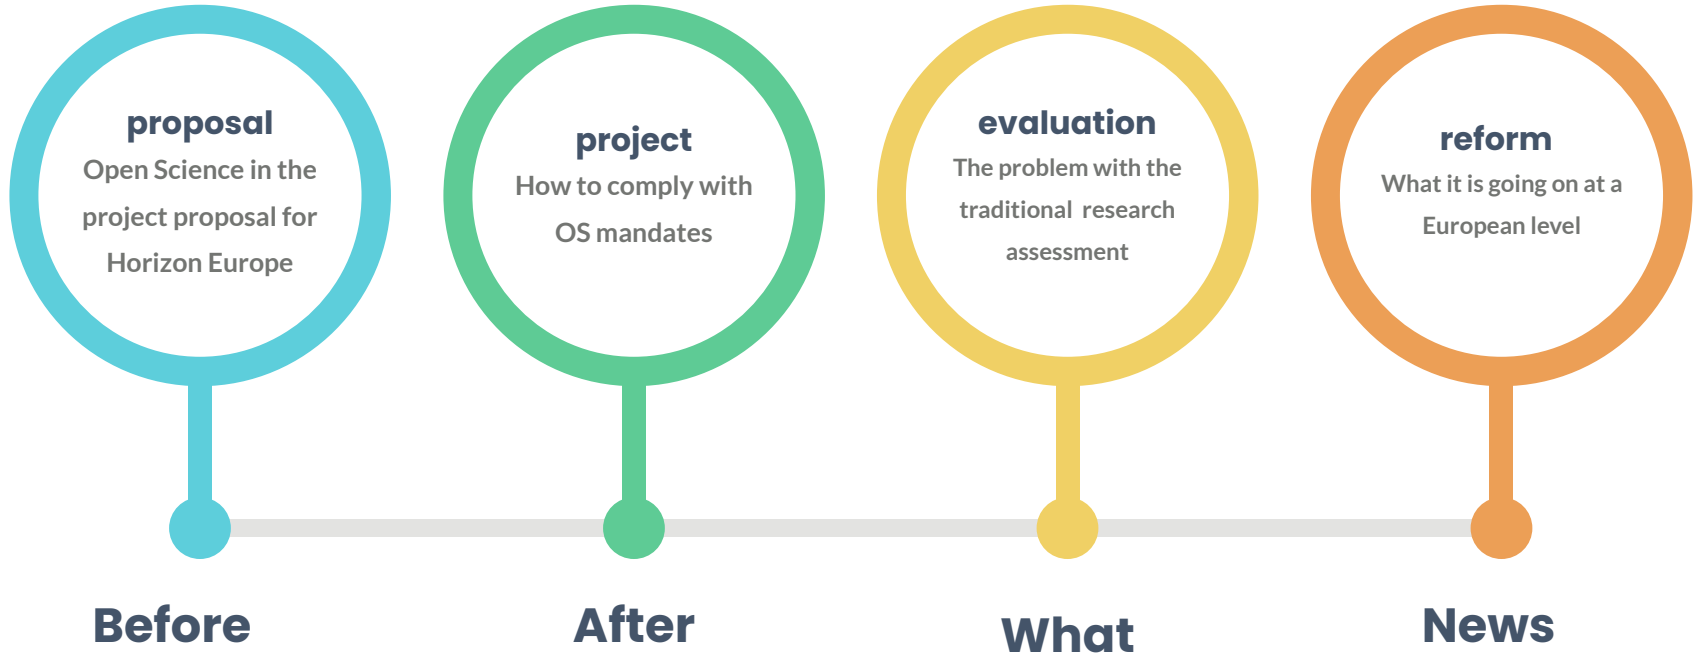 proposal
Open Science in the
project proposal for
Horizon Europe
project
How to comply with
OS mandates
evaluation
The problem with the
traditional  research
assessment
reform
What it is going on at a
European level
Before
After
What
News